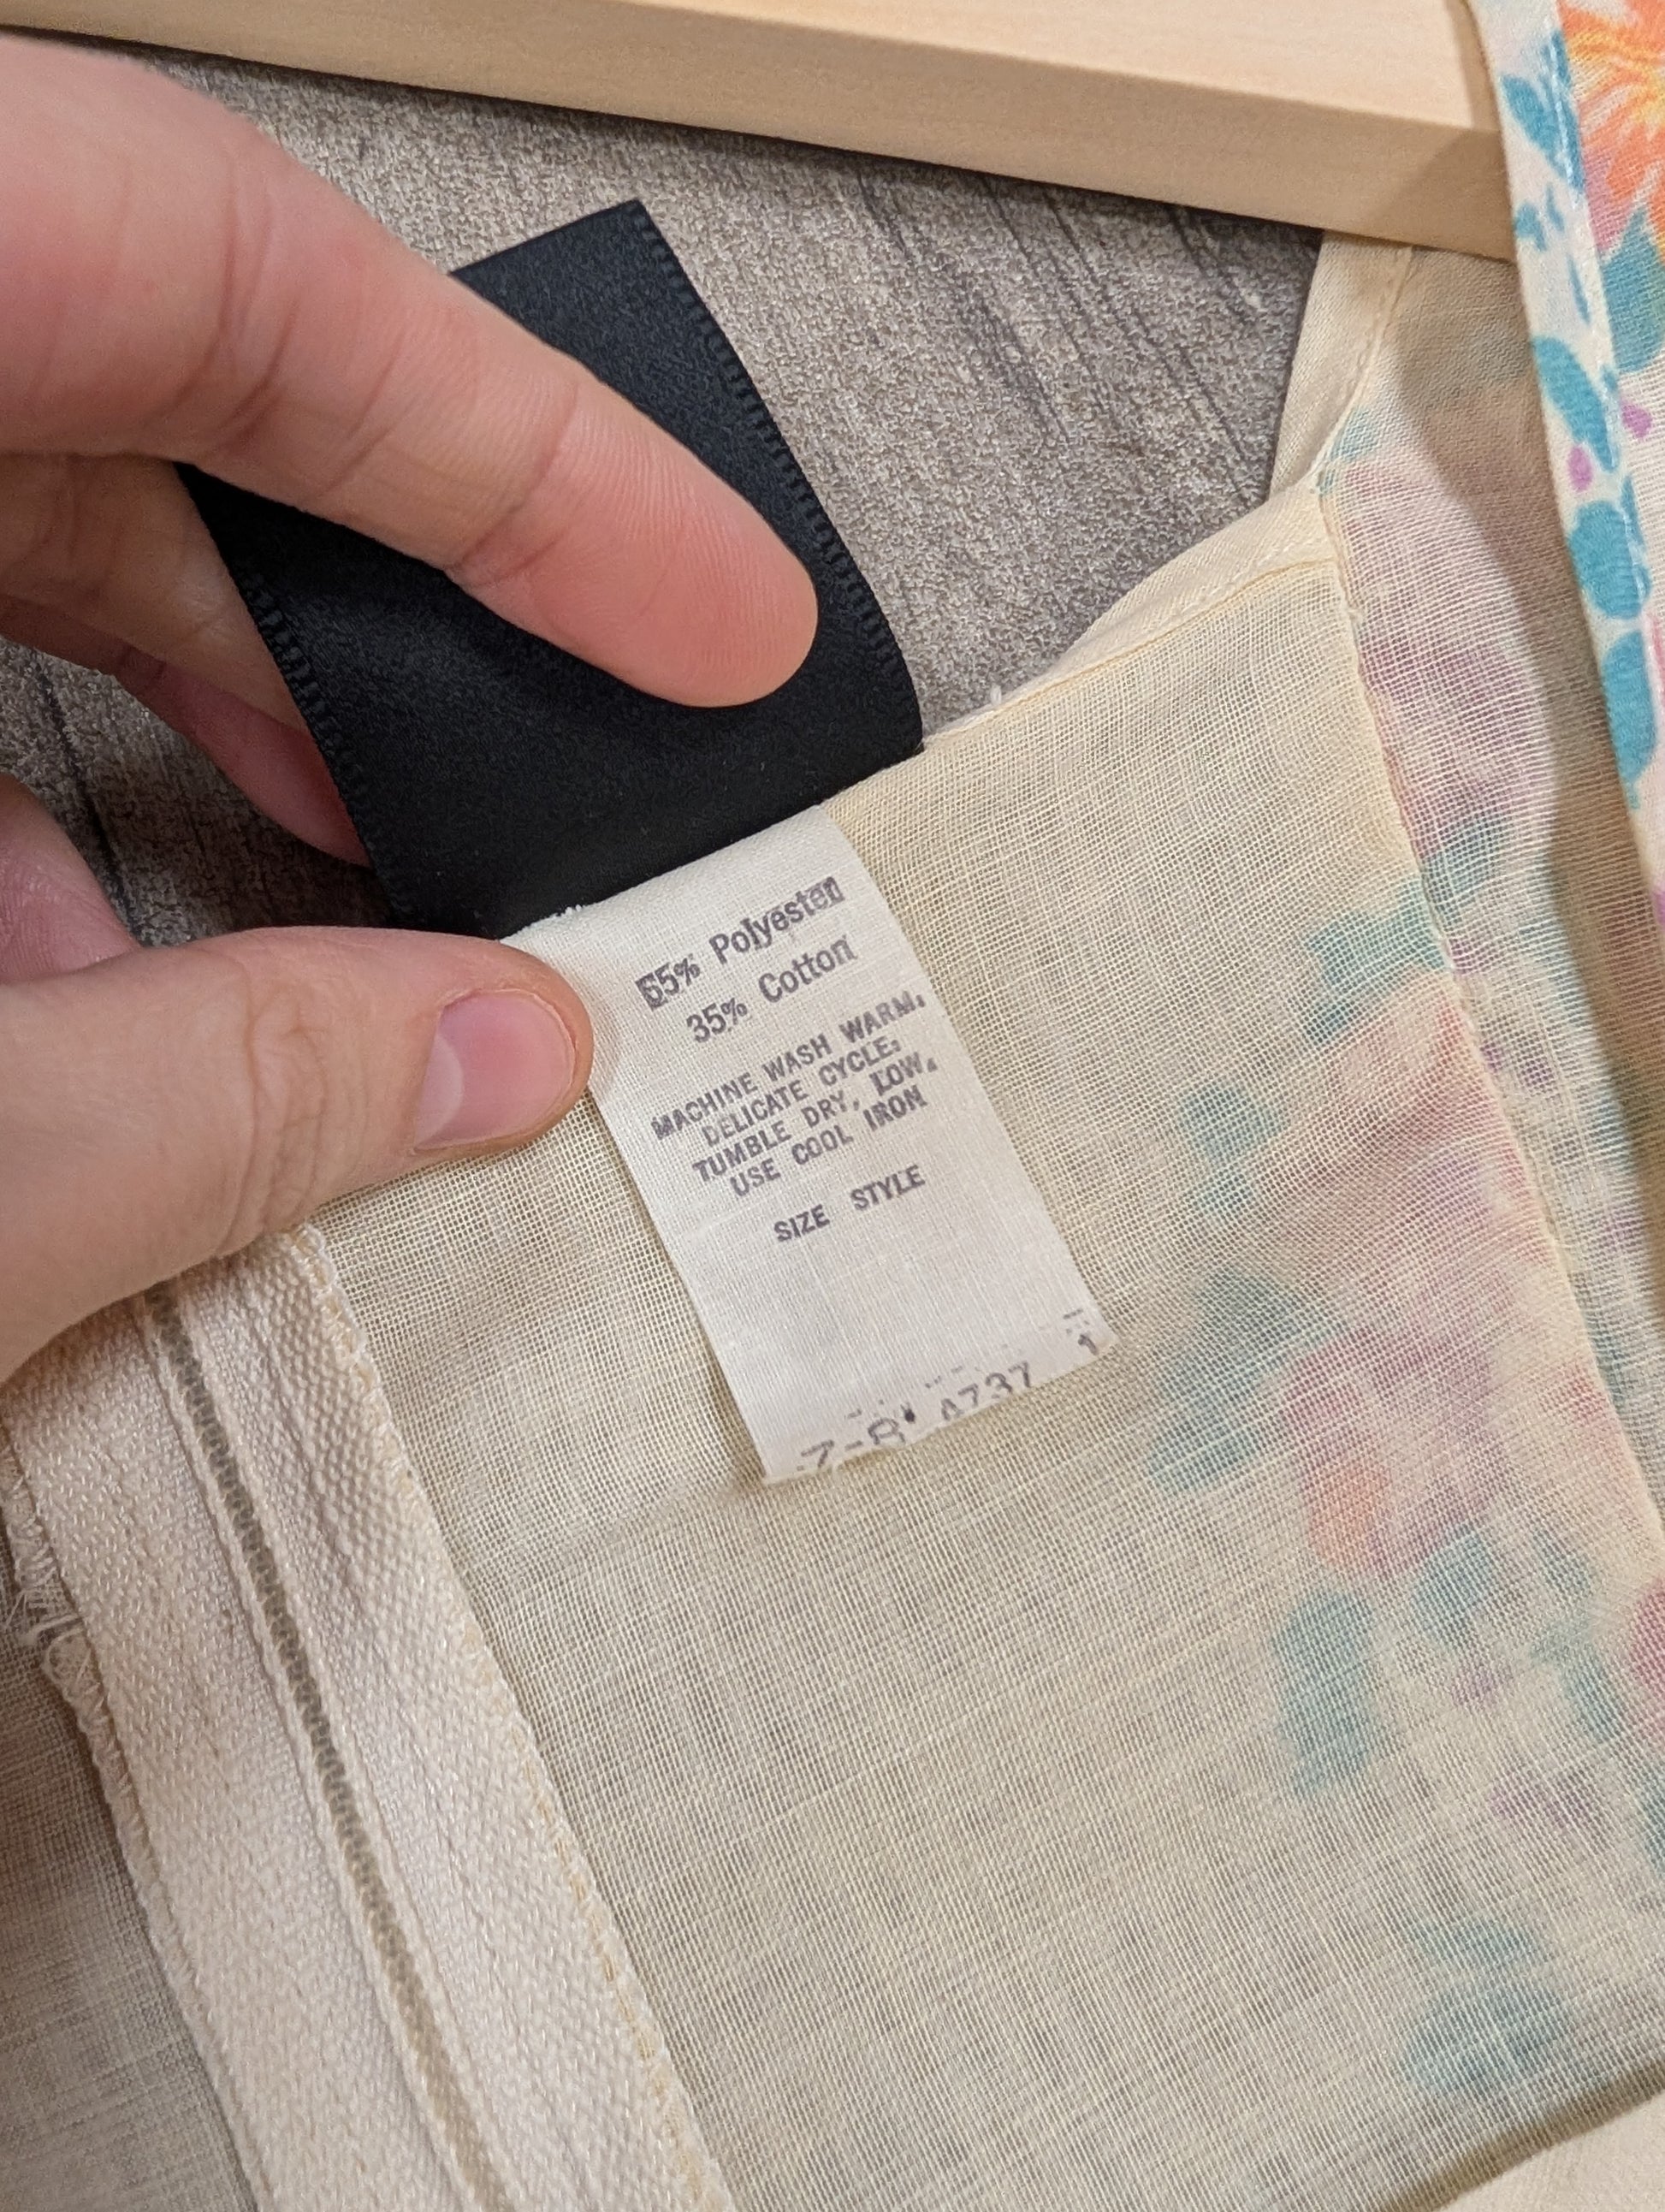 65% Polyester
35% Cotton
MACHINE WASH WARM.
DELICATE CYCLE.
TUMBLE DRY, LOW.
USE COOL IRON
SIZE STYLE